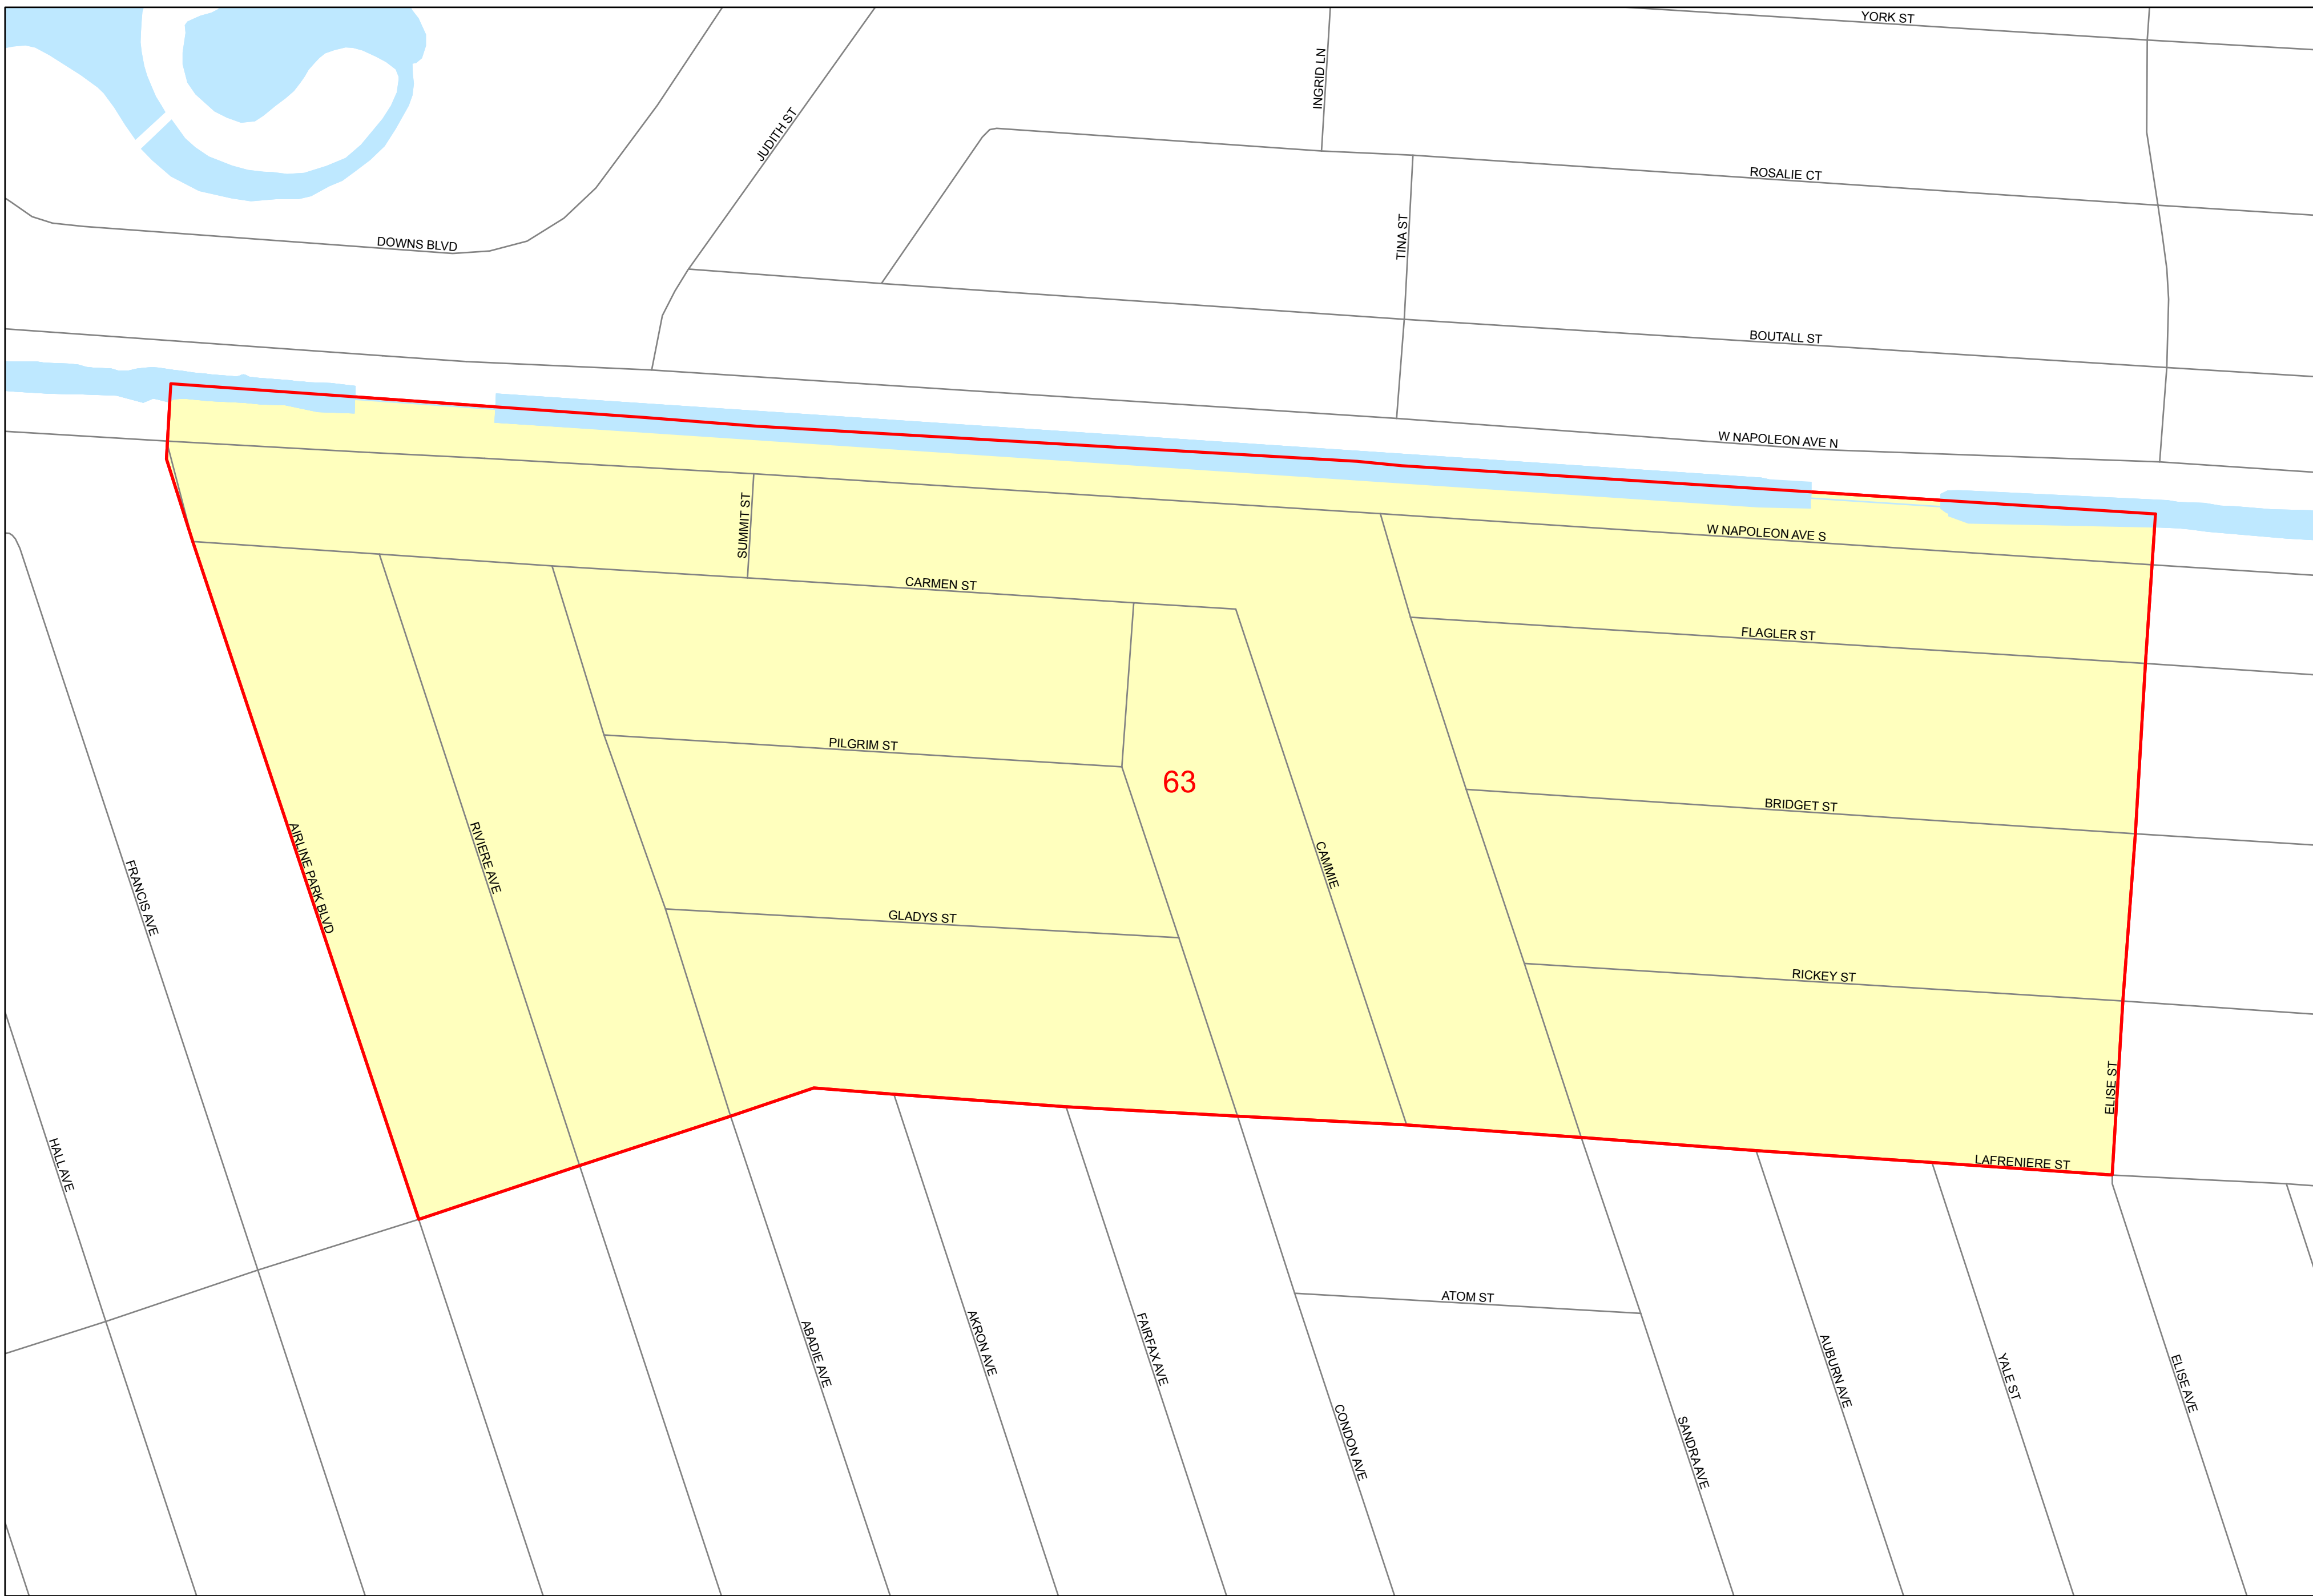 YORK ST
INGRID LN
JUDITH ST
ROSALIE CT
TINA ST
DOWNS BLVD
BOUTALL ST
W NAPOLEON AVE N
SUMMIT ST
W NAPOLEON AVE S
CARMEN ST
FLAGLER ST
PILGRIM ST
63
BRIDGET ST
AIRLINE PARK BLVD
RIVIERE AVE
CAMMIE
FRANCIS AVE
GLADYS ST
RICKEY ST
ELISE ST
HALL AVE
LAFRENIERE ST
ATOM ST
ABADIE AVE
AKRON AVE
FAIRFAX AVE
AUBURN AVE
YALE ST
ELISE AVE
CONDON AVE
SANDRA AVE